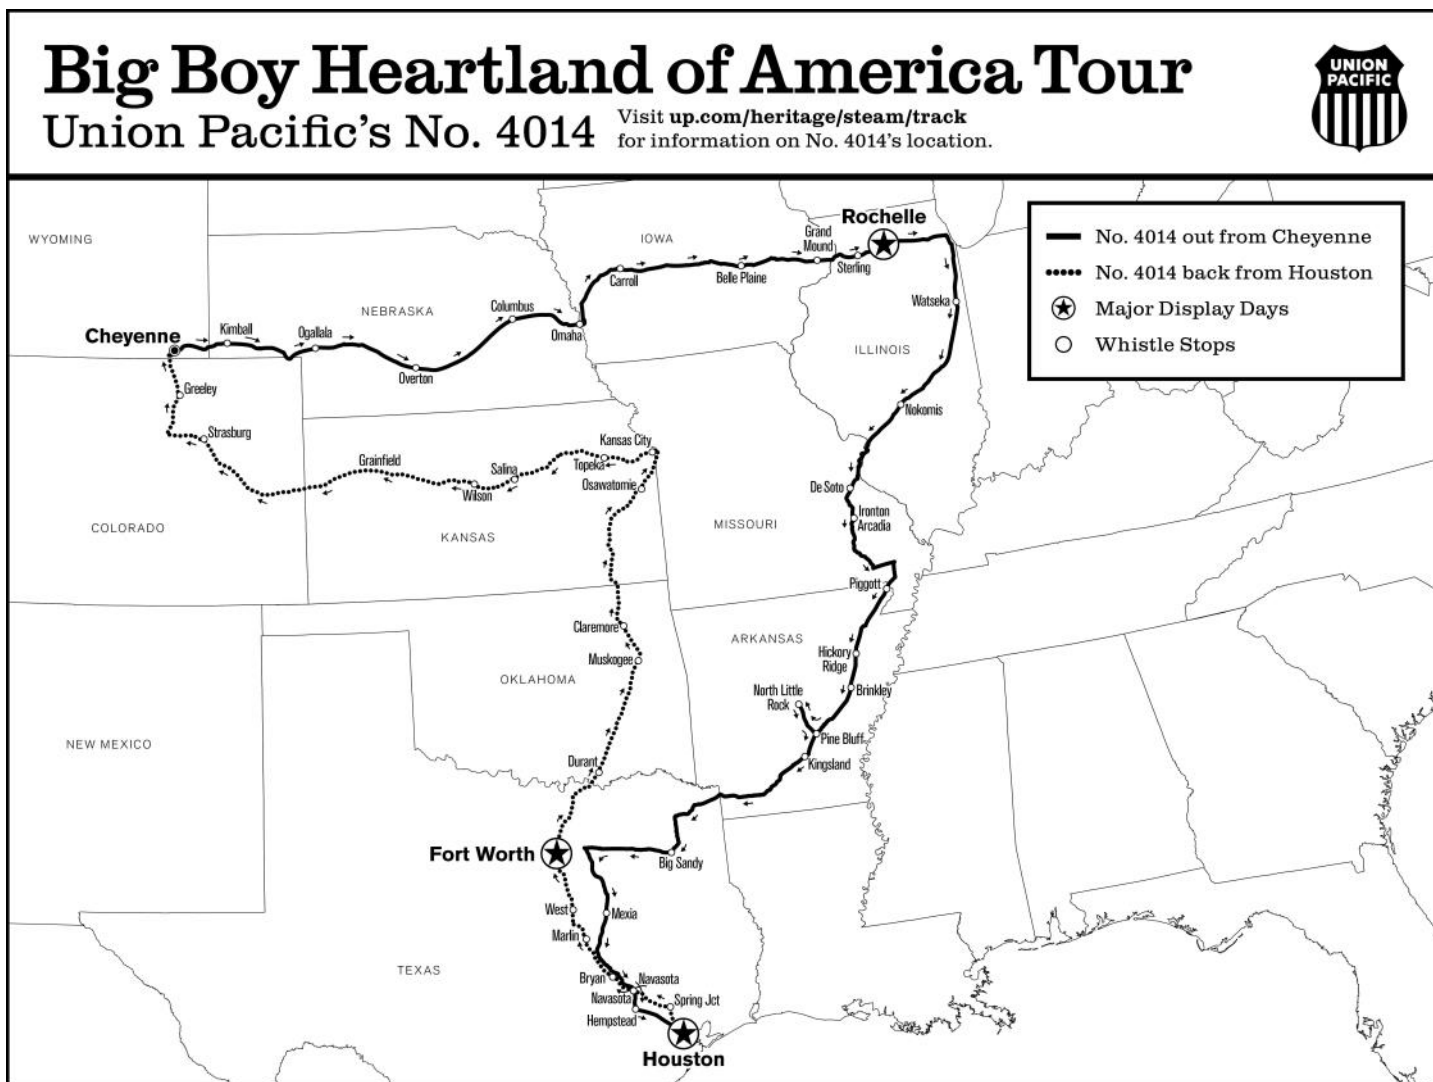 Big Boy Heartland of America Tour
Union Pacific's No. 4014
Visit up.com/heritage/steam/track
for information on No. 4014's location.
UNION
PACIFIC
No. 4014 out from Cheyenne
No. 4014 back from Houston
Major Display Days
Whistle Stops
WYOMING
IOWA
Rochelle
Grand
Mound
Sterling
Belle Plaine
Carroll
Watseka
NEBRASKA
Columbus
Omaha
Cheyenne
Kimball
Ogallala
Overton
ILLINOIS
Greeley
Nokomis
Strasburg
Kansas City
Grainfield
Salina
Topeka
Wilson
Osawatomie
De Soto
Ironton
Arcadia
COLORADO
KANSAS
MISSOURI
Piggott
Claremore
ARKANSAS
Muskogee
Hickory
Ridge
OKLAHOMA
North Little
Rock
Brinkley
NEW MEXICO
Pine Bluff
Durant
Kingsland
Fort Worth
Big Sandy
West
Mexia
Marlin
TEXAS
Bryan
Navasota
Navasota
Spring Jct
Hempstead
Houston